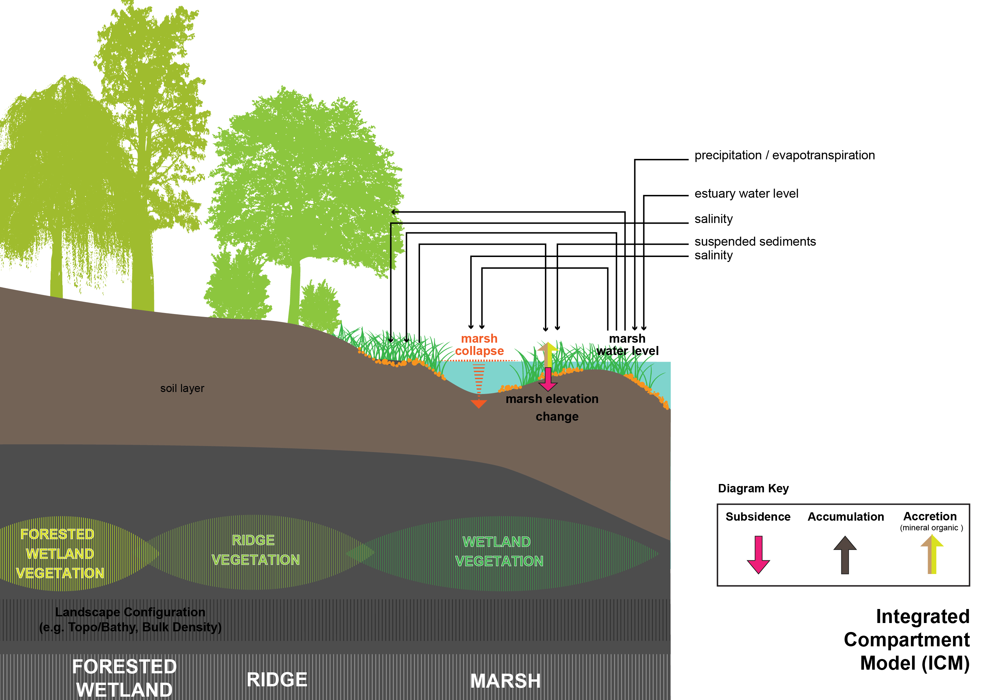 precipitation / evapotranspiration
estuary water level
salinity
suspended sediments
salinity
marsh
collapse
marsh
water level
soil layer
marsh elevation
change
Diagram Key
Subsidence
Accumulation
Accretion
(mineral organic )
FORESTED
WETLAND
VEGETATION
RIDGE
VEGETATION
WETLAND
VEGETATION
Landscape Configuration
(e.g. Topo/Bathy, Bulk Density)
Integrated
Compartment
Model (ICM)
FORESTED
WETLAND
RIDGE
MARSH